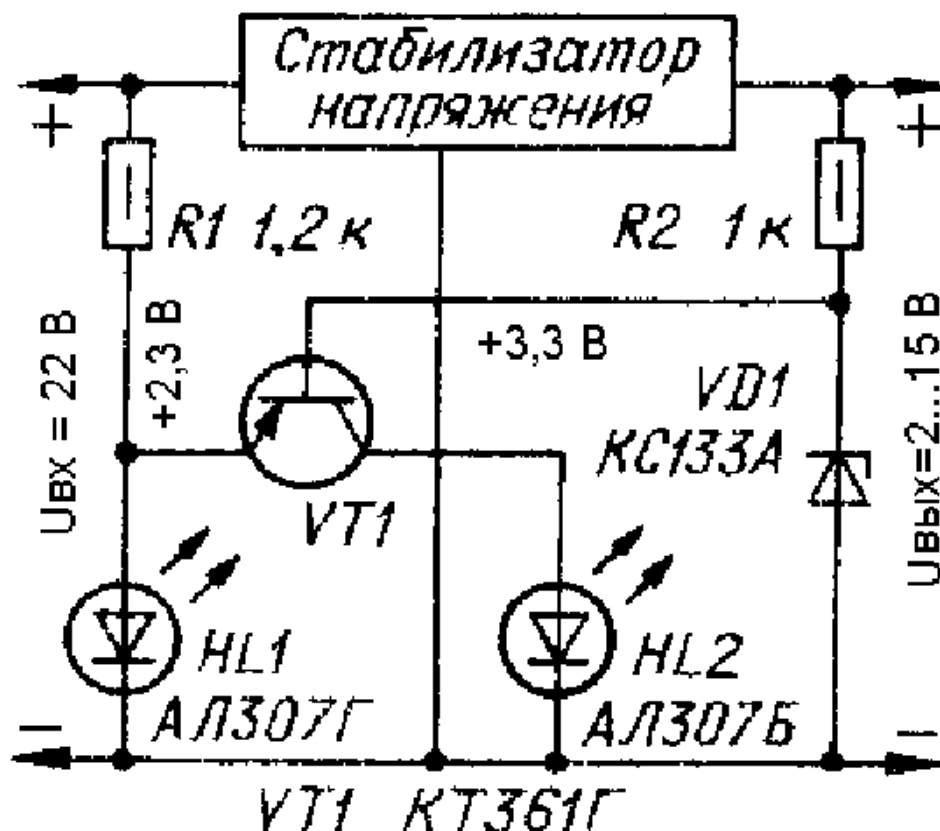 Стабилизатор
напряжения
+
+
R1 1,2 к
R2 1 к
Uвх = 22 В
+2,3 В
+3,3 В
Uвых=2...15 В
VD1
КС133А
VT1
HL1
АЛ307Г
HL2
АЛ307Б
–
–
VT1 КТ361Г